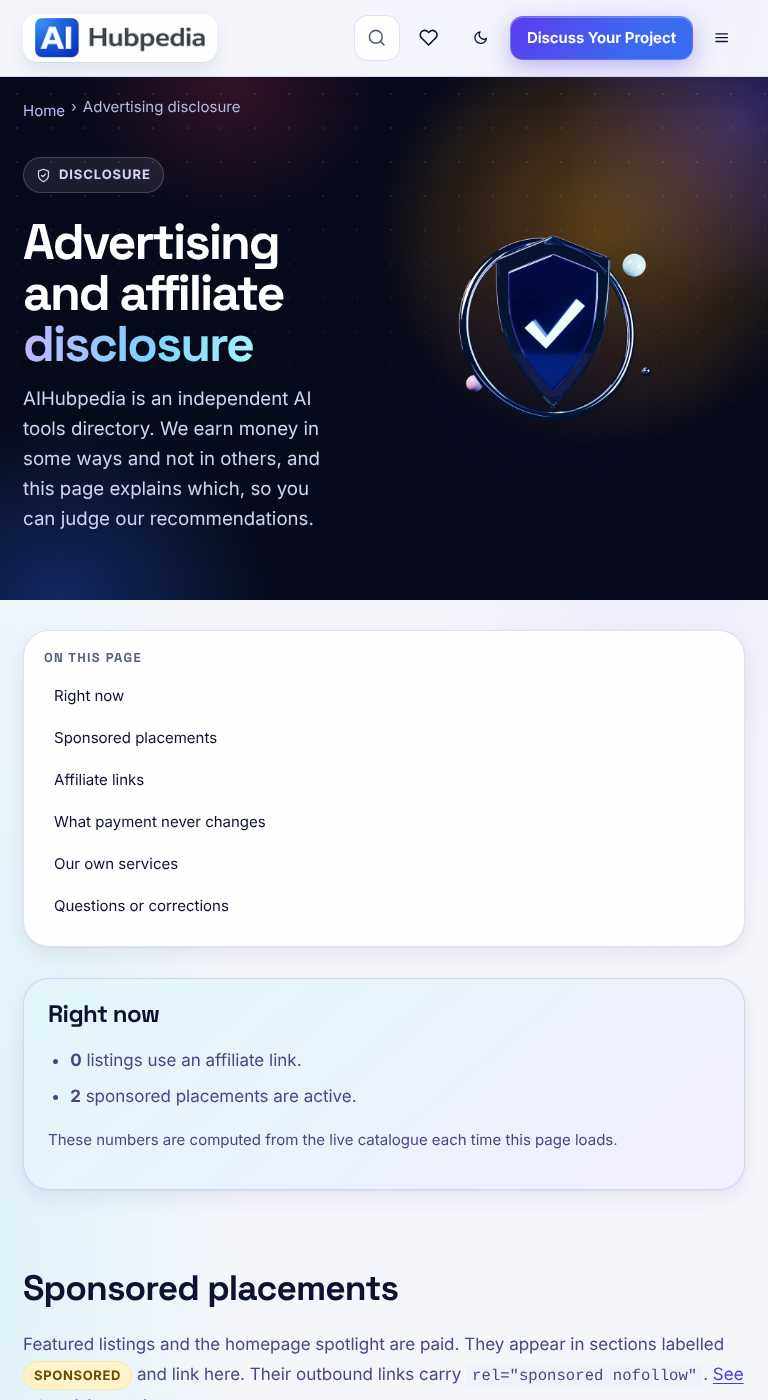 AI Hubpedia
Discuss Your Project
Home › Advertising disclosure
DISCLOSURE
Advertising
and affiliate
disclosure
AIHubpedia is an independent AI
tools directory. We earn money in
some ways and not in others, and
this page explains which, so you
can judge our recommendations.
ON THIS PAGE
Right now
Sponsored placements
Affiliate links
What payment never changes
Our own services
Questions or corrections
Right now
• 0 listings use an affiliate link.
• 2 sponsored placements are active.
These numbers are computed from the live catalogue each time this page loads.
Sponsored placements
Featured listings and the homepage spotlight are paid. They appear in sections labelled
SPONSORED and link here. Their outbound links carry rel="sponsored nofollow" . See